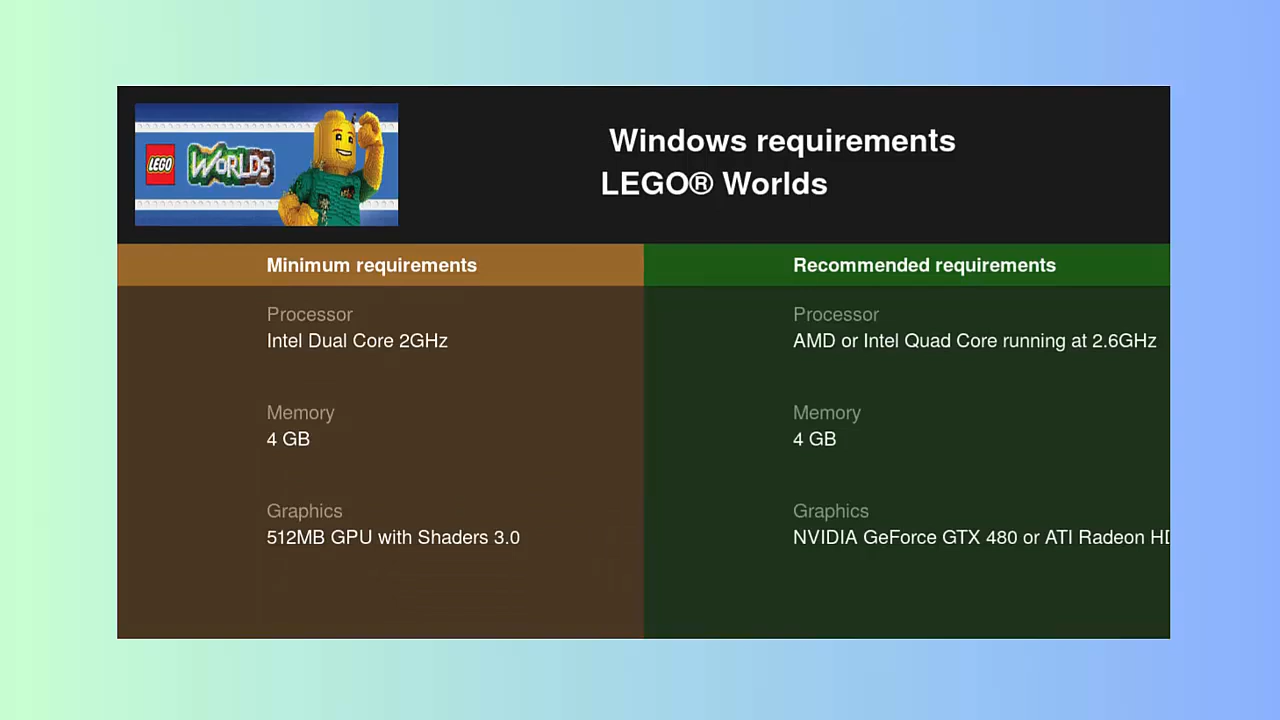 LEGO WORLDS
Windows requirements
LEGO® Worlds
Minimum requirements
Recommended requirements
Processor
Intel Dual Core 2GHz
Processor
AMD or Intel Quad Core running at 2.6GHz
Memory
4 GB
Memory
4 GB
Graphics
512MB GPU with Shaders 3.0
Graphics
NVIDIA GeForce GTX 480 or ATI Radeon